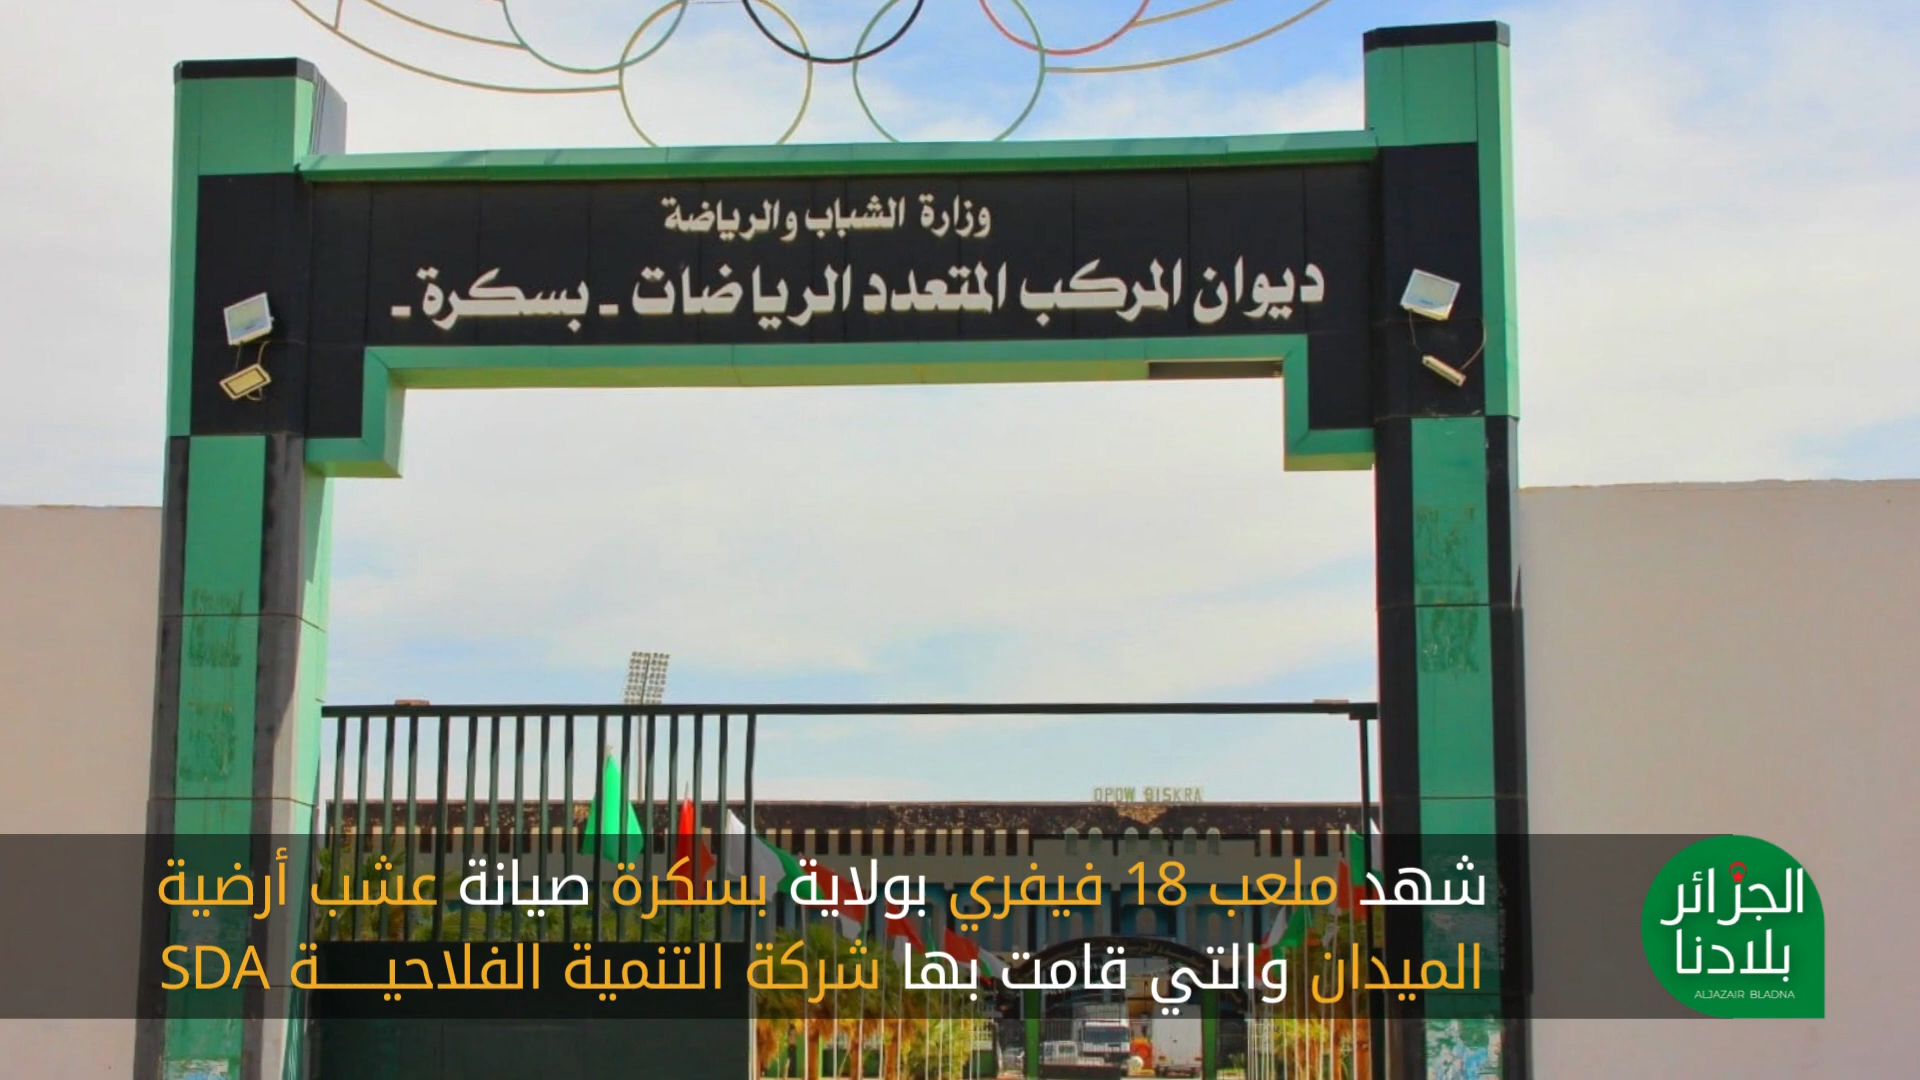 وزارة الشباب والرياضة
ديوان المركب المتعدد الرياضات - بسكرة -
OPOW BISKRA
شهد ملعب 18 فيفري بولاية بسكرة صيانة عشب أرضية
الميدان والتي قامت بها شركة التنمية الفلاحيـــة SDA
الجزائر
بلادنا
ALJAZAIR BLADNA